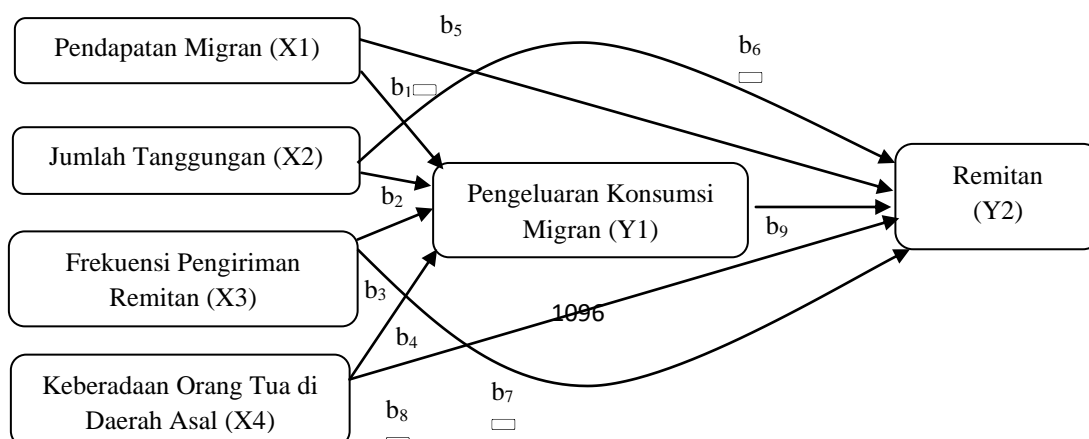 Pendapatan Migran (X1)
b5
b6
b1
Jumlah Tanggungan (X2)
b2
Pengeluaran Konsumsi
Migran (Y1)
Remitan
(Y2)
b9
Frekuensi Pengiriman
Remitan (X3)
b3
1096
b4
Keberadaan Orang Tua di
Daerah Asal (X4)
b7
b8